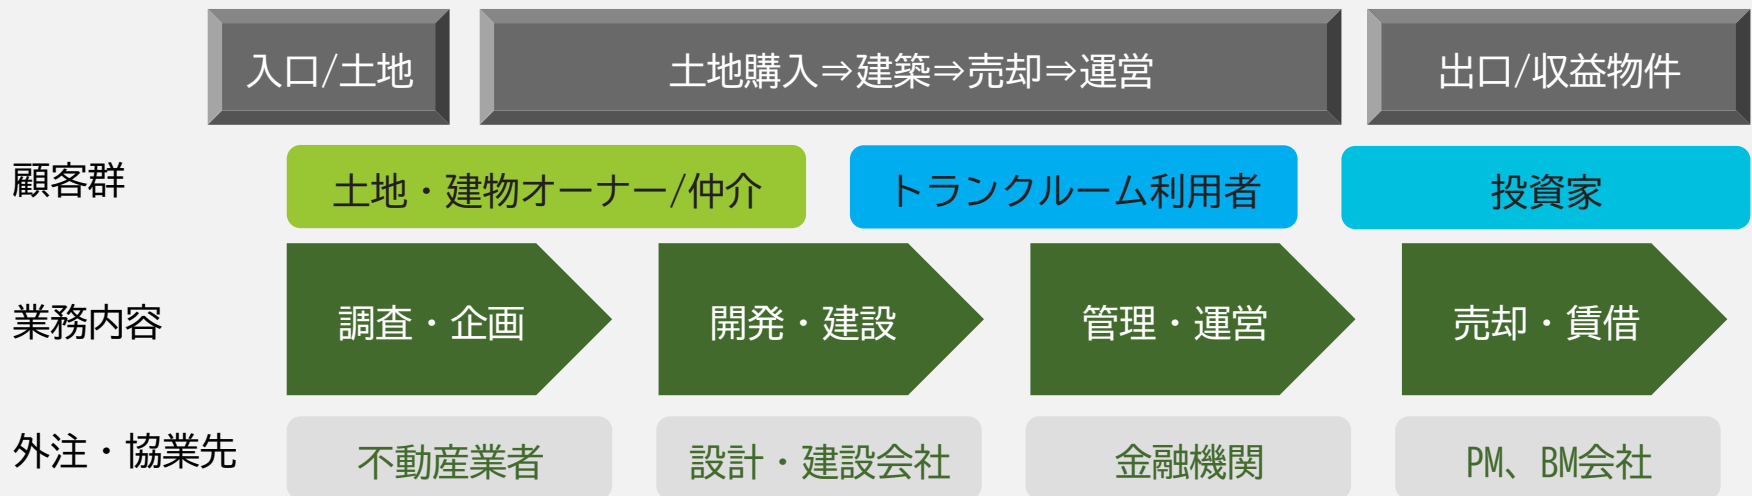 入口/土地
土地購入⇒建築⇒売却⇒運営
出口/収益物件
顧客群
土地・建物オーナー/仲介
トランクルーム利用者
投資家
業務内容
調査・企画
開発・建設
管理・運営
売却・賃借
外注・協業先
不動産業者
設計・建設会社
金融機関
PM、BM会社